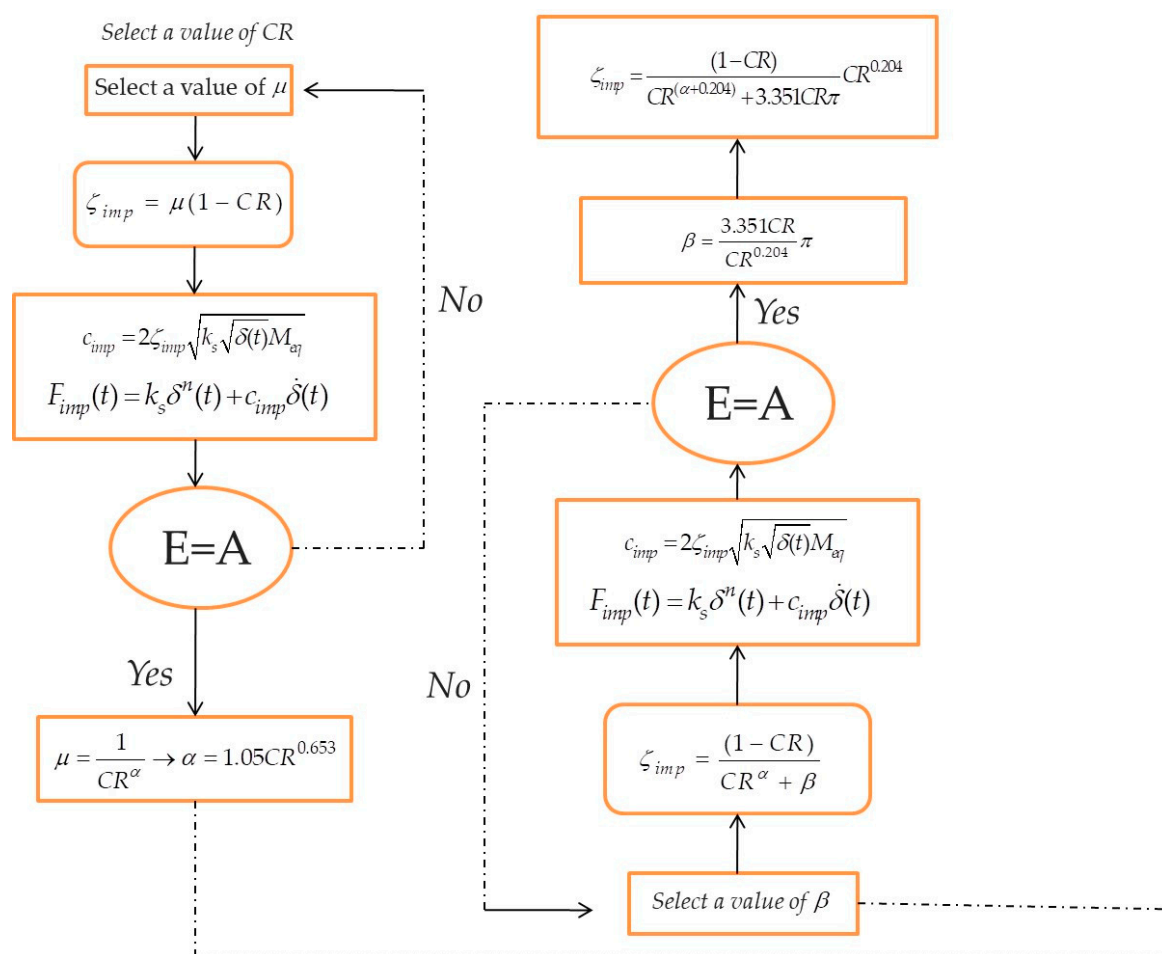 Select a value of CR
Select a value of μ
ζ_imp = μ(1 − CR)
c_imp = 2ζ_imp √(k_s √δ(t) M_eq)
F_imp(t) = k_s δ^n(t) + c_imp δ̇(t)
E=A
No
Yes
μ = 1/CR^α → α = 1.05CR^0.653
Select a value of β
ζ_imp = (1 − CR)/(CR^α + β)
c_imp = 2ζ_imp √(k_s √δ(t) M_eq)
F_imp(t) = k_s δ^n(t) + c_imp δ̇(t)
E=A
No
Yes
β = (3.351CR/CR^0.204) π
ζ_imp = ((1−CR)/(CR^(α+0.204) + 3.351CRπ)) CR^0.204